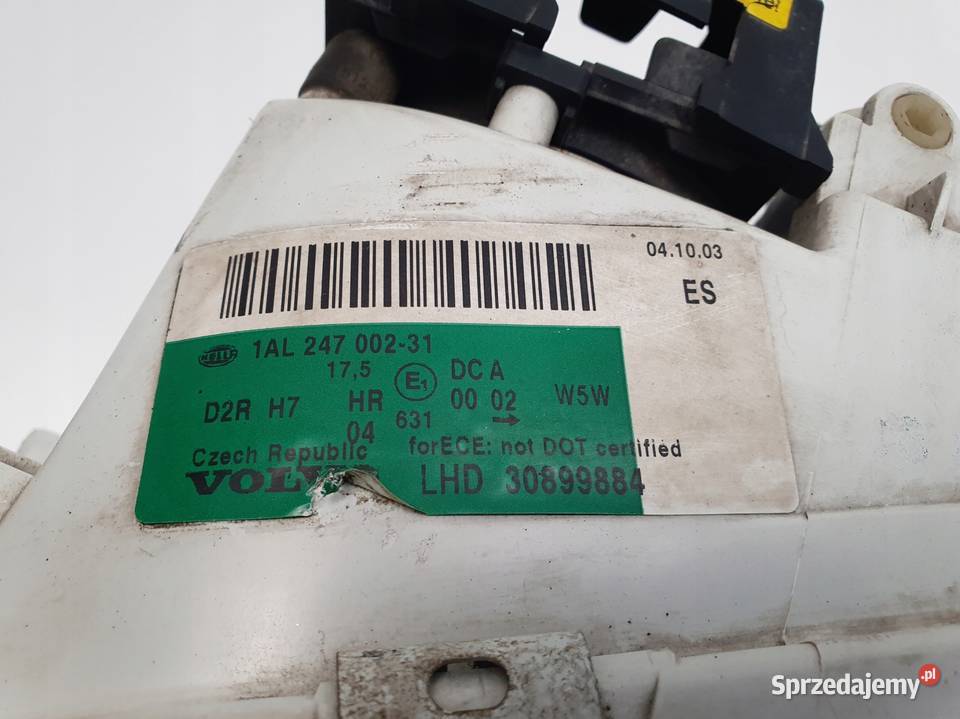 04.10.03
ES
HELLA 1AL 247 002-31
17,5 E1 DC A
D2R H7 HR 631 00 02 W5W
04
Czech Republic forECE: not DOT certified
LHD 30899884
Sprzedajemy.pl